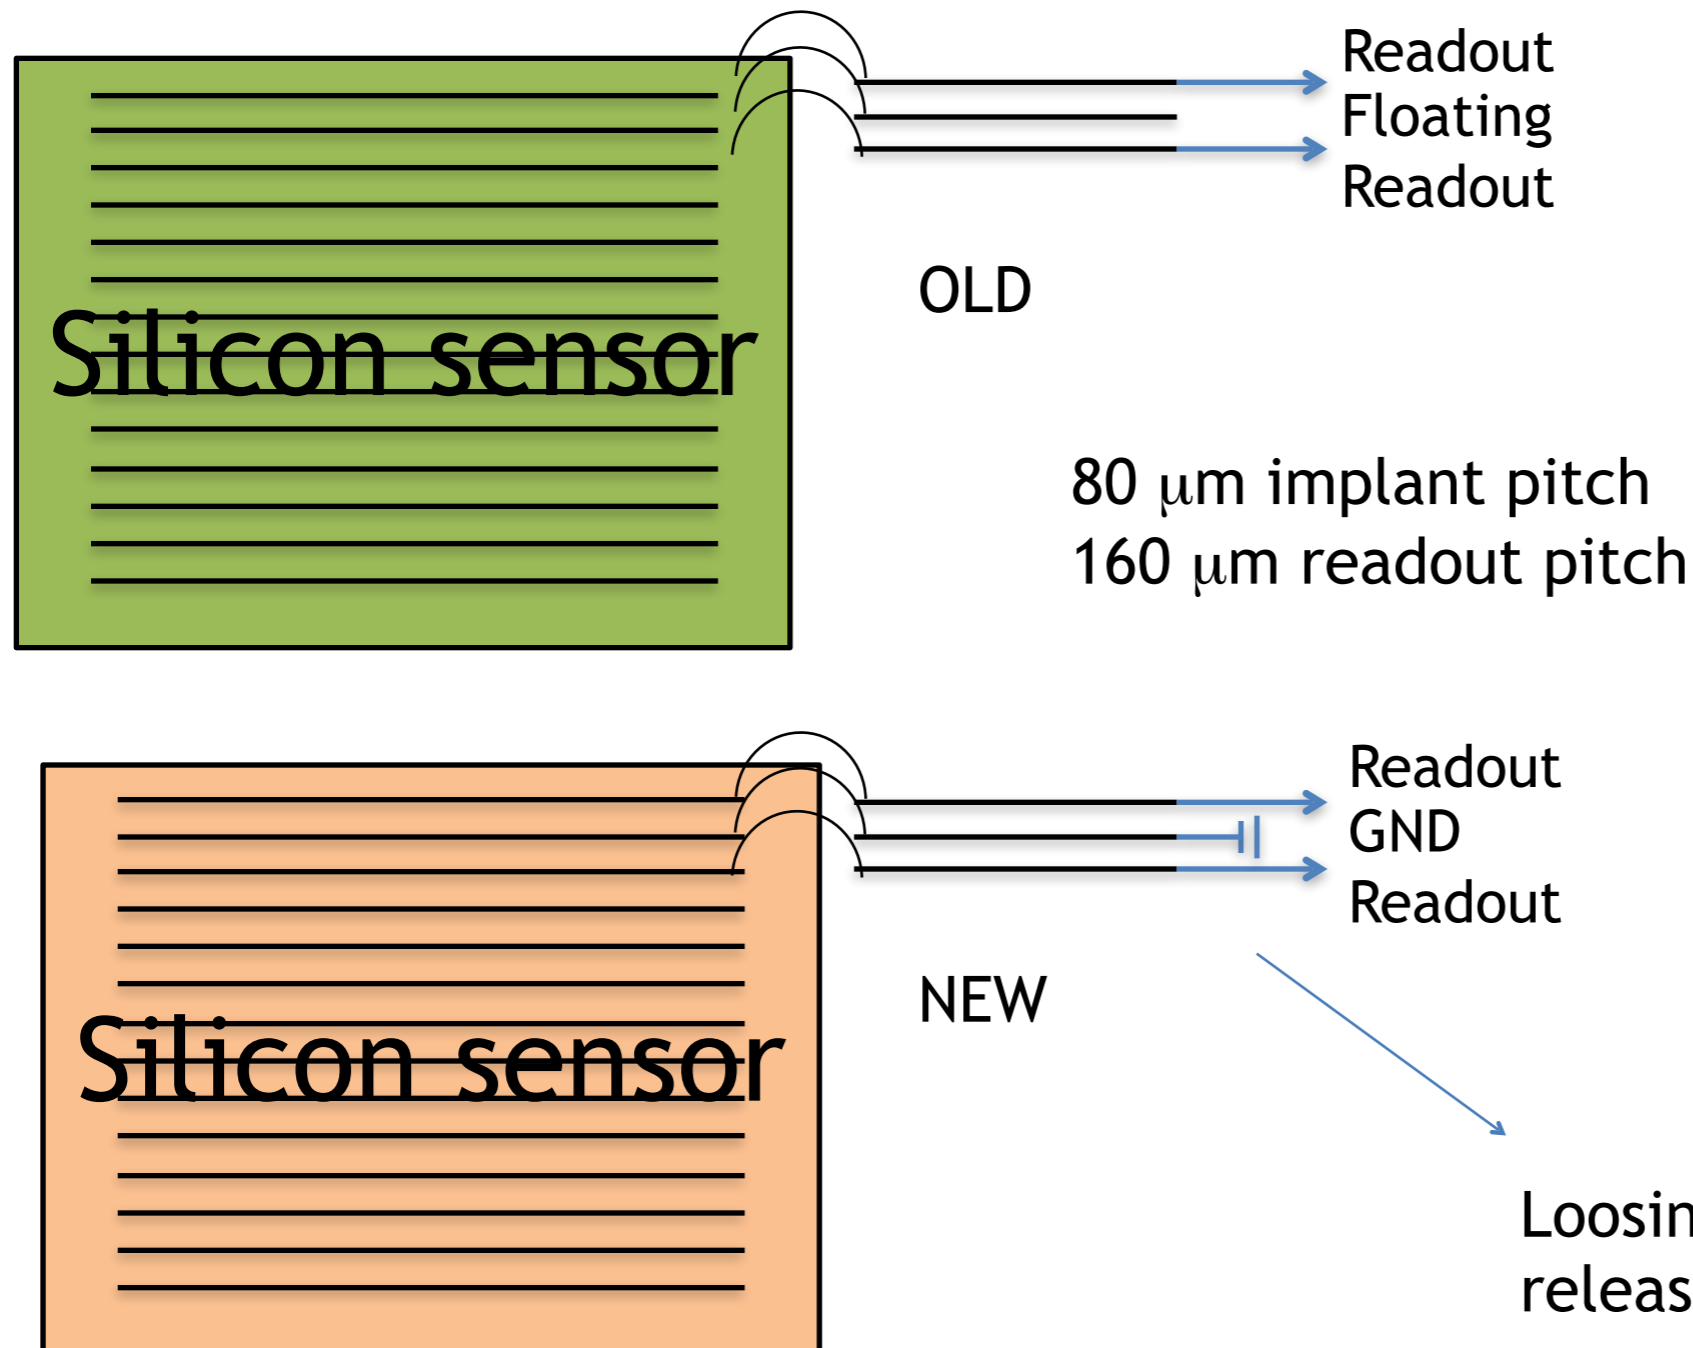 Readout
Floating
Readout
OLD
Silicon sensor
80 μm implant pitch
160 μm readout pitch
Readout
GND
Readout
NEW
Silicon sensor